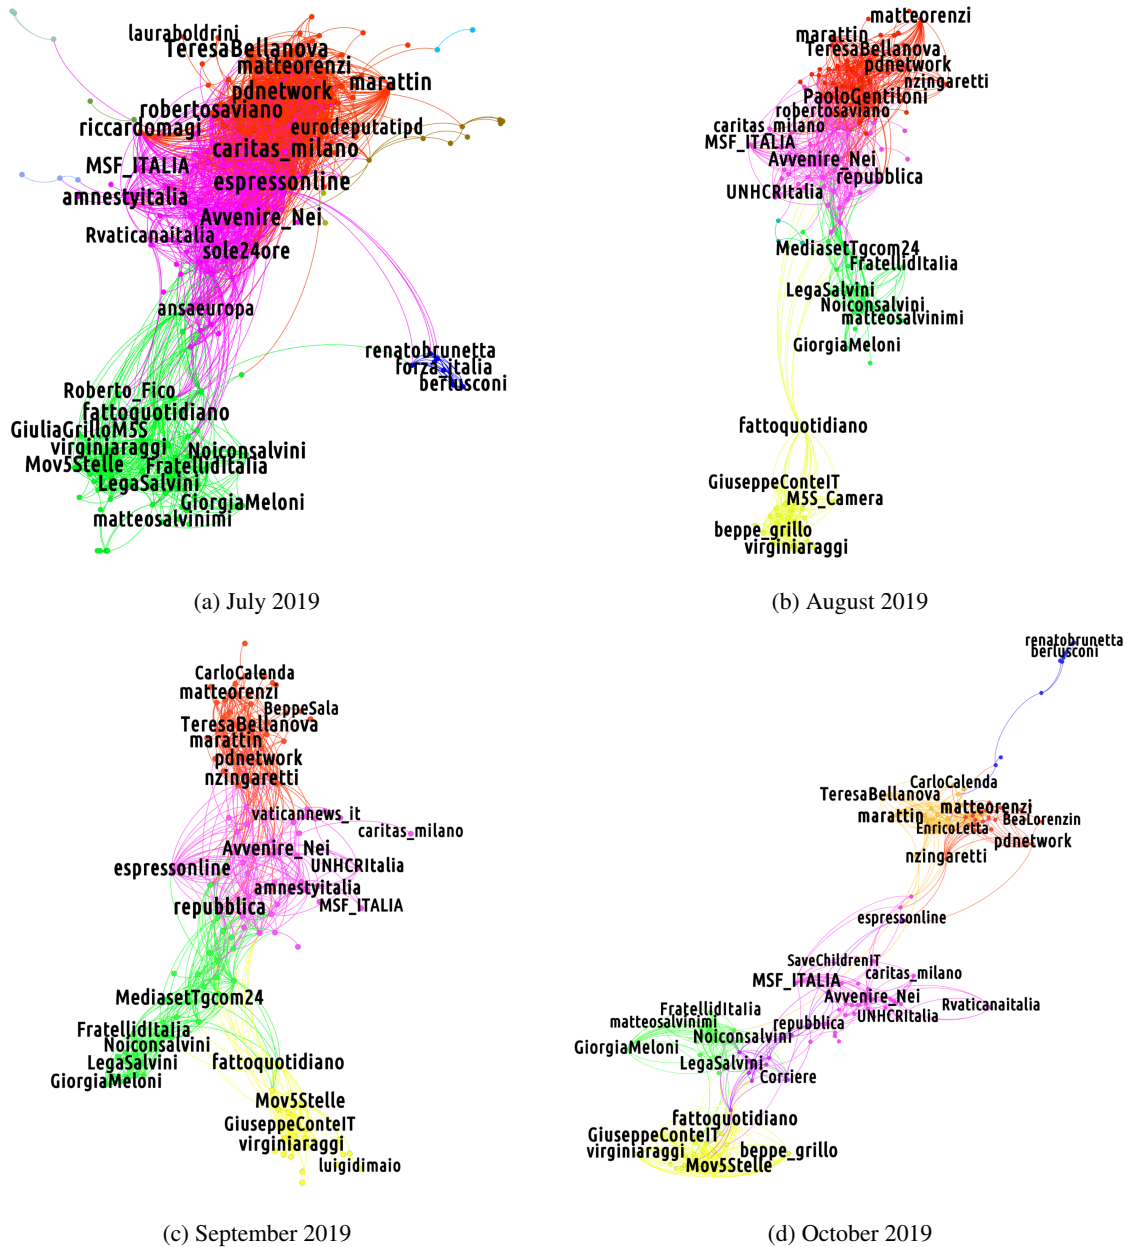 lauraboldrini
TeresaBellanova
matteorenzi
pdnetwork
marattin
robertosaviano
riccardomagi
eurodeputatipd
caritas_milano
MSF_ITALIA
espressonline
amnestyitalia
Avvenire_Nei
Rvaticanaitalia
sole24ore
ansaeuropa
renatobrunetta
forza_italia
berlusconi
Roberto_Fico
fattoquotidiano
GiuliaGrilloM5S
virginiaraggi
Noiconsalvini
Mov5Stelle
FratellidItalia
LegaSalvini
GiorgiaMeloni
matteosalvinimi
(a) July 2019
matteorenzi
marattin
TeresaBellanova
pdnetwork
nzingaretti
PaoloGentiloni
robertosaviano
caritas_milano
MSF_ITALIA
Avvenire_Nei
repubblica
UNHCRItalia
MediasetTgcom24
FratellidItalia
LegaSalvini
Noiconsalvini
matteosalvinimi
GiorgiaMeloni
fattoquotidiano
GiuseppeConteIT
M5S_Camera
beppe_grillo
virginiaraggi
(b) August 2019
CarloCalenda
matteorenzi
BeppeSala
TeresaBellanova
marattin
pdnetwork
nzingaretti
vaticannews_it
caritas_milano
Avvenire_Nei
espressonline
UNHCRItalia
amnestyitalia
repubblica
MSF_ITALIA
MediasetTgcom24
FratellidItalia
Noiconsalvini
LegaSalvini
fattoquotidiano
GiorgiaMeloni
Mov5Stelle
GiuseppeConteIT
virginiaraggi
luigidimaio
(c) September 2019
renatobrunetta
berlusconi
CarloCalenda
TeresaBellanova
matteorenzi
marattin
BeaLorenzin
EnricoLetta
pdnetwork
nzingaretti
espressonline
SaveChildrenIT
MSF_ITALIA
caritas_milano
Avvenire_Nei
Rvaticanaitalia
FratellidItalia
UNHCRItalia
matteosalvinimi
repubblica
Noiconsalvini
GiorgiaMeloni
LegaSalvini
Corriere
fattoquotidiano
GiuseppeConteIT
virginiaraggi
beppe_grillo
Mov5Stelle
(d) October 2019